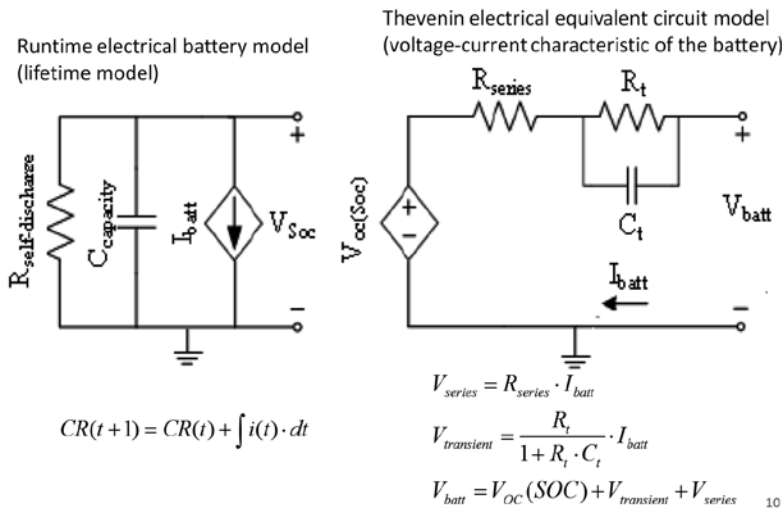 Runtime electrical battery model
(lifetime model)
R_self-discharge
C_capacity
I_batt
V_Soc
+
−
CR(t+1) = CR(t) + ∫ i(t) · dt
Thevenin electrical equivalent circuit model
(voltage-current characteristic of the battery)
R_series
R_t
C_t
V_oc(Soc)
+
−
+
V_batt
I_batt
−
V_series = R_series · I_batt
V_transient = R_t / (1 + R_t · C_t) · I_batt
V_batt = V_OC(SOC) + V_transient + V_series
10